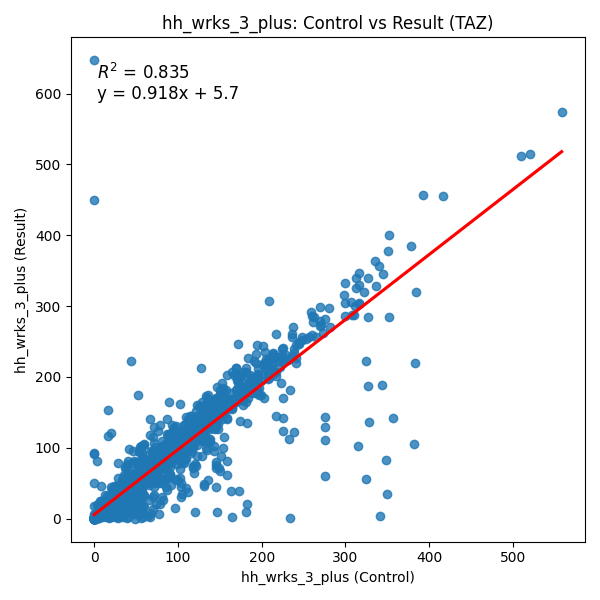 hh_wrks_3_plus: Control vs Result (TAZ)
R² = 0.835
y = 0.918x + 5.7
hh_wrks_3_plus (Result)
600
500
400
300
200
100
0
0 100 200 300 400 500
hh_wrks_3_plus (Control)